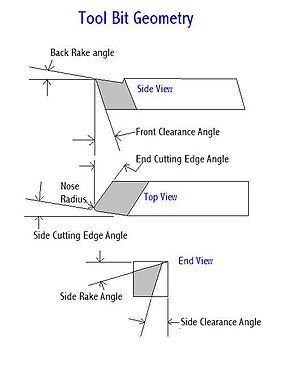 Tool Bit Geometry
Back Rake angle
Side View
Front Clearance Angle
End Cutting Edge Angle
Nose
Radius
Top View
Side Cutting Edge Angle
End View
Side Rake Angle
Side Clearance Angle